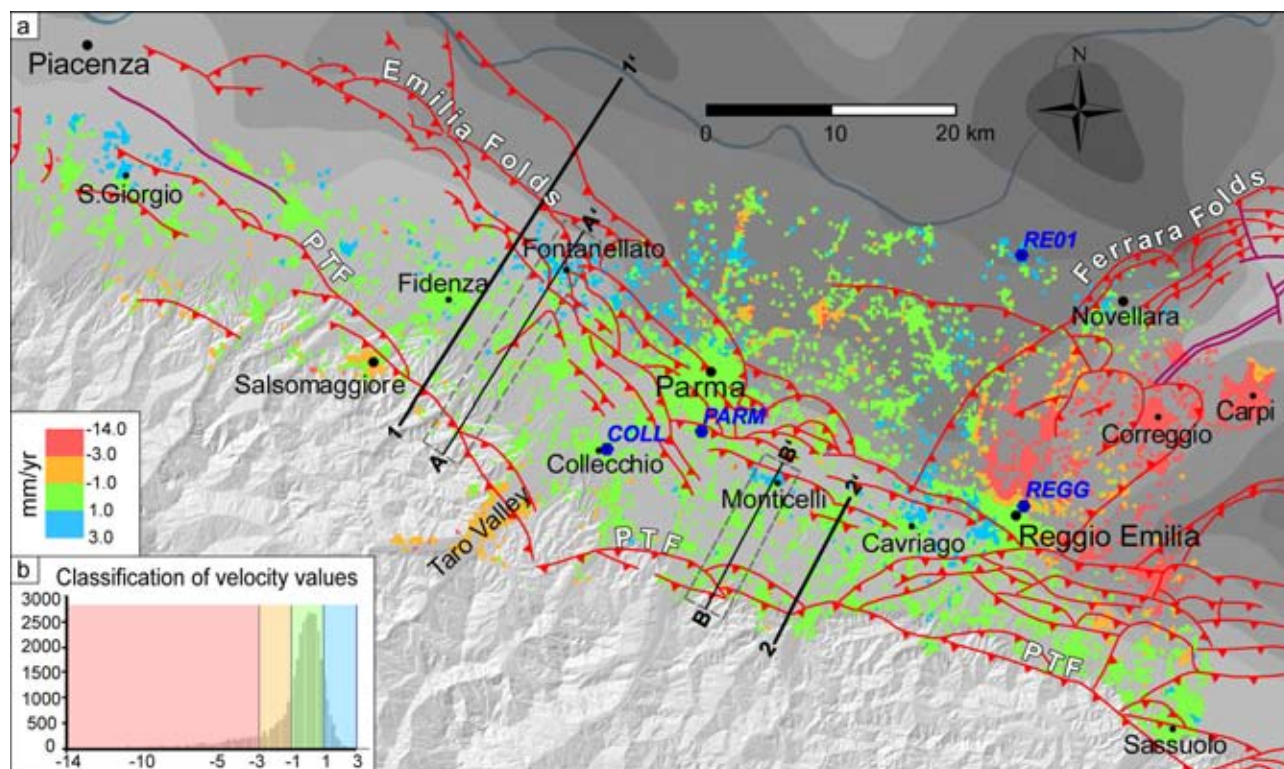 a
Piacenza
Emilia Folds
1'
N
0 10 20 km
S.Giorgio
PTF
A'
Fontanellato
Fidenza
RE01
Ferrara Folds
Novellara
Salsomaggiore
Parma
PARM
Carpi
Correggio
1
A
COLL
Collecchio
B'
Monticelli
2'
REGG
Reggio Emilia
Cavriago
Taro Valley
PTF
B
2
PTF
Sassuolo
mm/yr
-14.0
-3.0
-1.0
1.0
3.0
b
Classification of velocity values
3000
2500
2000
1500
1000
500
0
-14 -10 -5 -3 -1 1 3